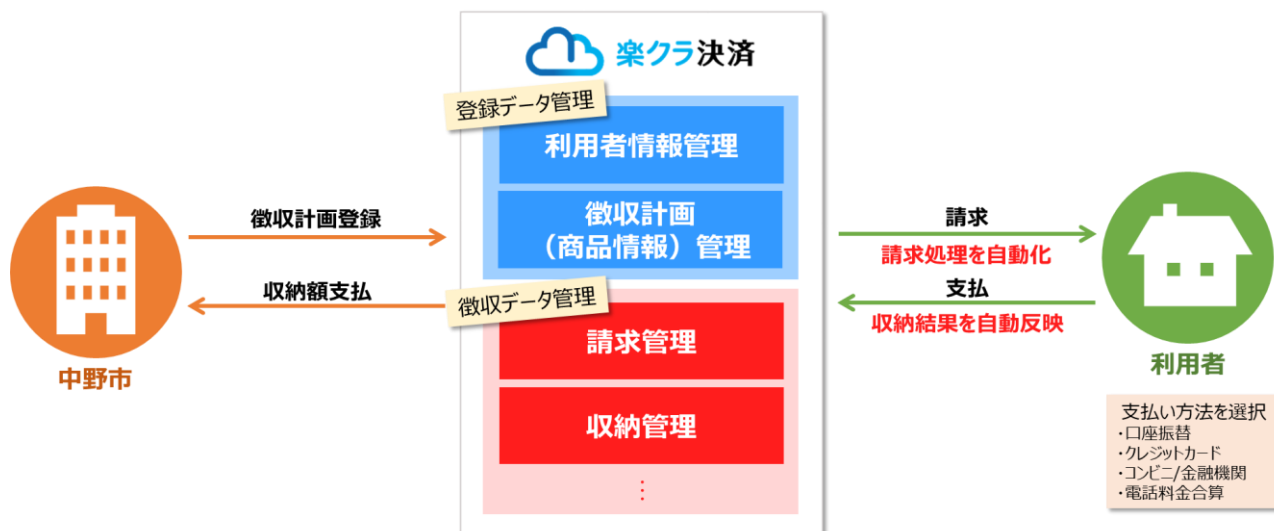 楽クラ決済
登録データ管理
利用者情報管理
徴収計画
（商品情報）管理
徴収計画登録
収納額支払
中野市
徴収データ管理
請求管理
収納管理
⋮
請求
請求処理を自動化
支払
収納結果を自動反映
利用者
支払い方法を選択
・口座振替
・クレジットカード
・コンビニ/金融機関
・電話料金合算